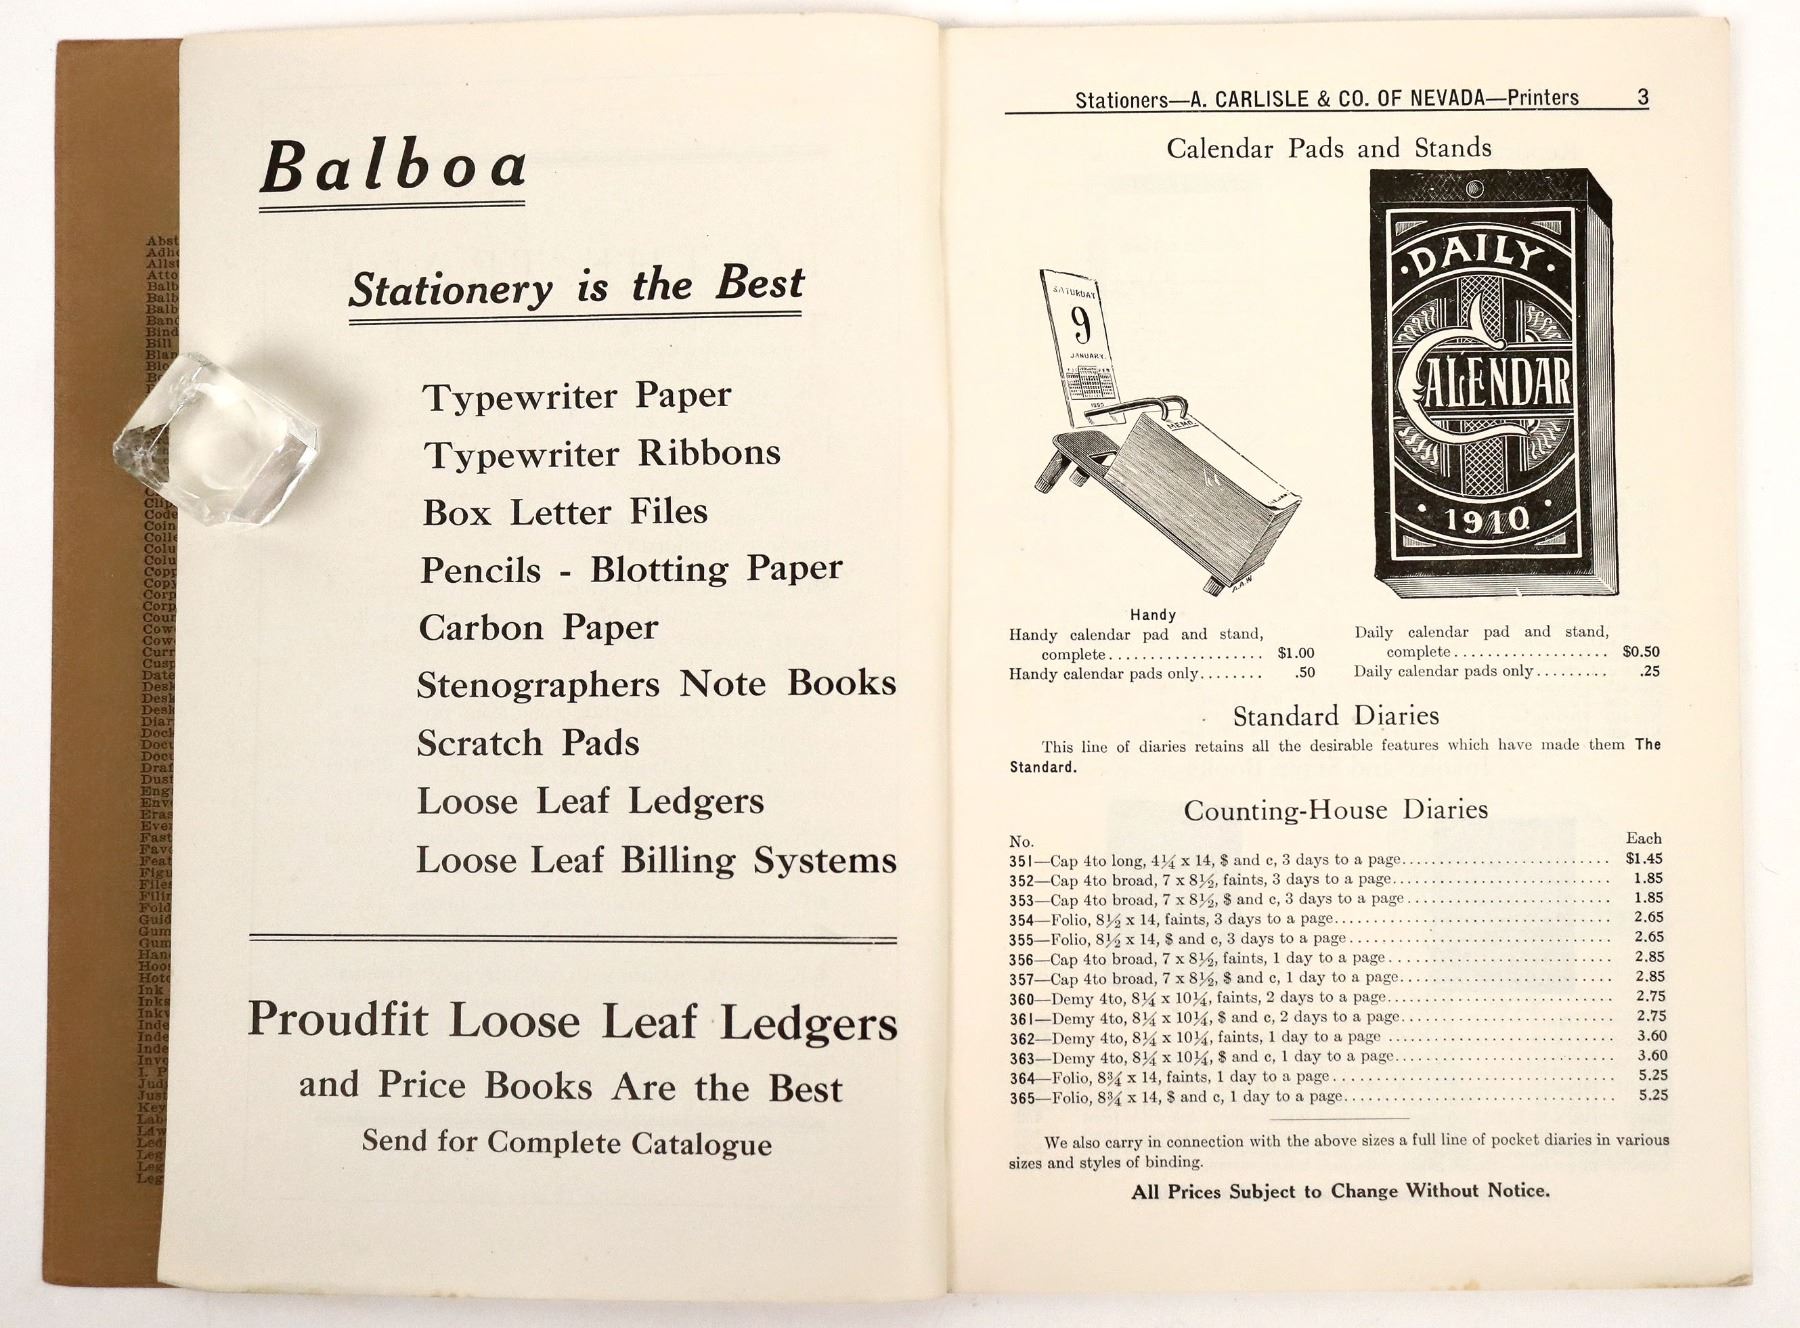 Balboa
Stationery is the Best
Typewriter Paper
Typewriter Ribbons
Box Letter Files
Pencils - Blotting Paper
Carbon Paper
Stenographers Note Books
Scratch Pads
Loose Leaf Ledgers
Loose Leaf Billing Systems
Proudfit Loose Leaf Ledgers
and Price Books Are the Best
Send for Complete Catalogue
Stationers—A. CARLISLE & CO. OF NEVADA—Printers 3
Calendar Pads and Stands
SATURDAY
9
JANUARY.
MEMO.
A.A.W
DAILY
CALENDAR
1910
Handy
Handy calendar pad and stand,
complete................... $1.00
Handy calendar pads only........ .50
Daily calendar pad and stand,
complete................... $0.50
Daily calendar pads only......... .25
Standard Diaries
This line of diaries retains all the desirable features which have made them The
Standard.
Counting-House Diaries
No. Each
351—Cap 4to long, 4¼ x 14, $ and c, 3 days to a page............................ $1.45
352—Cap 4to broad, 7 x 8½, faints, 3 days to a page............................ 1.85
353—Cap 4to broad, 7 x 8½, $ and c, 3 days to a page........................... 1.85
354—Folio, 8½ x 14, faints, 3 days to a page................................... 2.65
355—Folio, 8½ x 14, $ and c, 3 days to a page.................................. 2.65
356—Cap 4to broad, 7 x 8½, faints, 1 day to a page............................. 2.85
357—Cap 4to broad, 7 x 8½, $ and c, 1 day to a page............................ 2.85
360—Demy 4to, 8¼ x 10¼, faints, 2 days to a page............................. 2.75
361—Demy 4to, 8¼ x 10¼, $ and c, 2 days to a page............................ 2.75
362—Demy 4to, 8¼ x 10¼, faints, 1 day to a page .............................. 3.60
363—Demy 4to, 8¼ x 10¼, $ and c, 1 day to a page............................. 3.60
364—Folio, 8¾ x 14, faints, 1 day to a page.................................... 5.25
365—Folio, 8¾ x 14, $ and c, 1 day to a page................................... 5.25
We also carry in connection with the above sizes a full line of pocket diaries in various
sizes and styles of binding.
All Prices Subject to Change Without Notice.